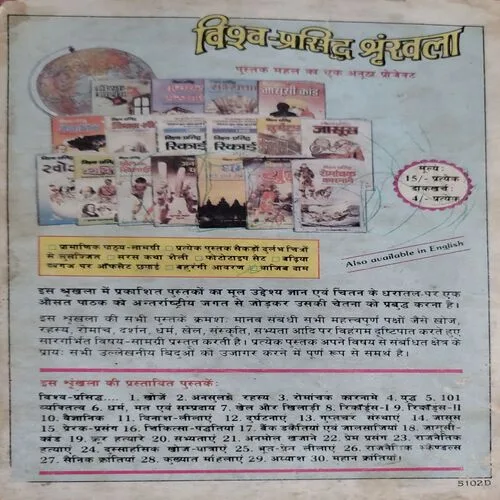 विश्व-प्रसिद्ध श्रृंखला
पुस्तक महल का एक अनूठा प्रोजेक्ट
जासूसी कांड
रिकार्ड
रिकार्ड
जासूस
मूल्य:
15/- प्रत्येक
डाकखर्च:
4/- प्रत्येक
□ प्रामाणिक पाठ्य-सामग्री □ प्रत्येक पुस्तक सैकड़ों दुर्लभ चित्रों
से सुसज्जित □ सरस कथा शैली □ फोटोटाइप सेट □ बढ़िया
कागज पर ऑफसेट छपाई □ बहुरंगी आवरण □ वाजिब दाम
Also available in English
इस श्रृंखला में प्रकाशित पुस्तकों का मूल उद्देश्य ज्ञान एवं चिंतन के धरातल पर एक
औसत पाठक को अन्तर्राष्ट्रीय जगत से जोड़कर उसकी चेतना को प्रबुद्ध करना है।
इस श्रृंखला की सभी पुस्तकें क्रमशः मानव संबंधी सभी महत्त्वपूर्ण पक्षों जैसे खोज,
रहस्य, रोमांच, दर्शन, धर्म, खेल, संस्कृति, सभ्यता आदि पर विहंगम दृष्टिपात करते हुए
सारगर्भित विषय-सामग्री प्रस्तुत करती हैं। प्रत्येक पुस्तक अपने विषय से संबंधित क्षेत्र के
प्रायः सभी उल्लेखनीय बिंदुओं को उजागर करने में पूर्ण रूप से समर्थ है।
इस श्रृंखला की प्रस्तावित पुस्तकें:
विश्व-प्रसिद्ध.... 1. खोजें 2. अनसुलझे रहस्य 3. रोमांचक कारनामे 4. युद्ध 5. 101
व्यक्तित्व 6. धर्म, मत एवं सम्प्रदाय 7. खेल और खिलाड़ी 8. रिकॉर्ड्स-I 9. रिकॉर्ड्स-II
10. वैज्ञानिक 11. विनाश-लीलाएं 12. दुर्घटनाएं 13. गुप्तचर संस्थाएं 14. जासूस
15. प्रेरक-प्रसंग 16. चिकित्सा-पद्धतियां 17. बैंक डकैतियां एवं जालसाजियां 18. जासूसी-
कांड 19. क्रूर हत्यारे 20. सभ्यताएं 21. अनमोल खजाने 22. प्रेम प्रसंग 23. राजनैतिक
हत्याएं 24. दुस्साहसिक खोज-यात्राएं 25. भूत-प्रेत लीलाएं 26. राजनैतिक स्कैण्डल्स
27. सैनिक क्रांतियां 28. कुख्यात महिलाएं 29. अय्याश 30. महान क्रांतियां।
5102D